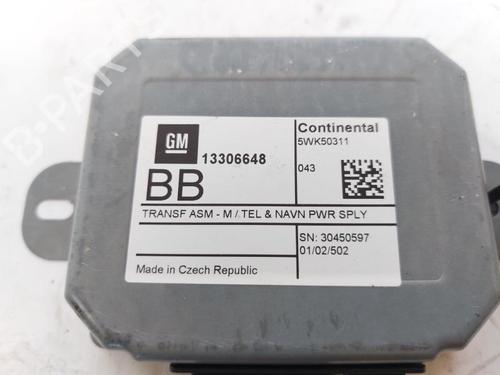 GM
13306648
BB
Continental
5WK50311
043
TRANSF ASM - M / TEL & NAVN PWR SPLY
SN: 30450597
01/02/502
Made in Czech Republic
B-PARTS